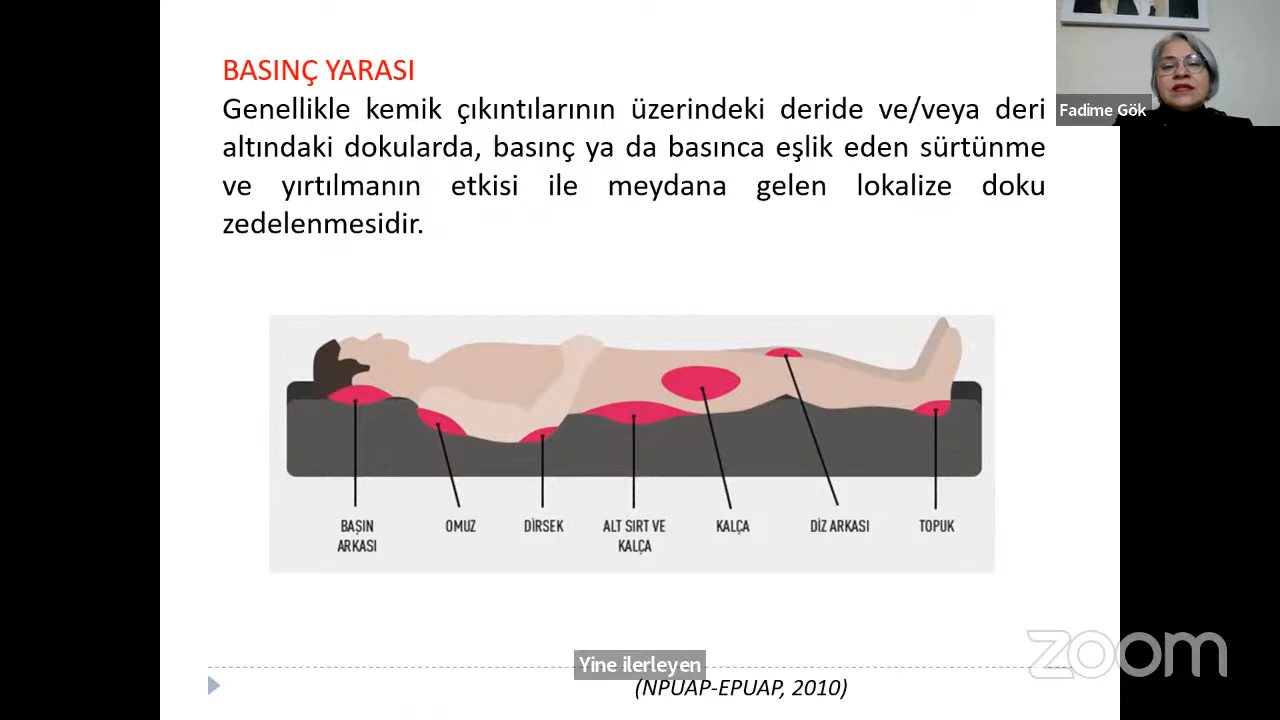 BASINÇ YARASI
Genellikle kemik çıkıntılarının üzerindeki deride ve/veya deri
altındaki dokularda, basınç ya da basınca eşlik eden sürtünme
ve yırtılmanın etkisi ile meydana gelen lokalize doku
zedelenmesidir.
Fadime Gök
BAŞIN
ARKASI
OMUZ
DİRSEK
ALT SIRT VE
KALÇA
KALÇA
DİZ ARKASI
TOPUK
zoom
Yine ilerleyen
(NPUAP-EPUAP, 2010)